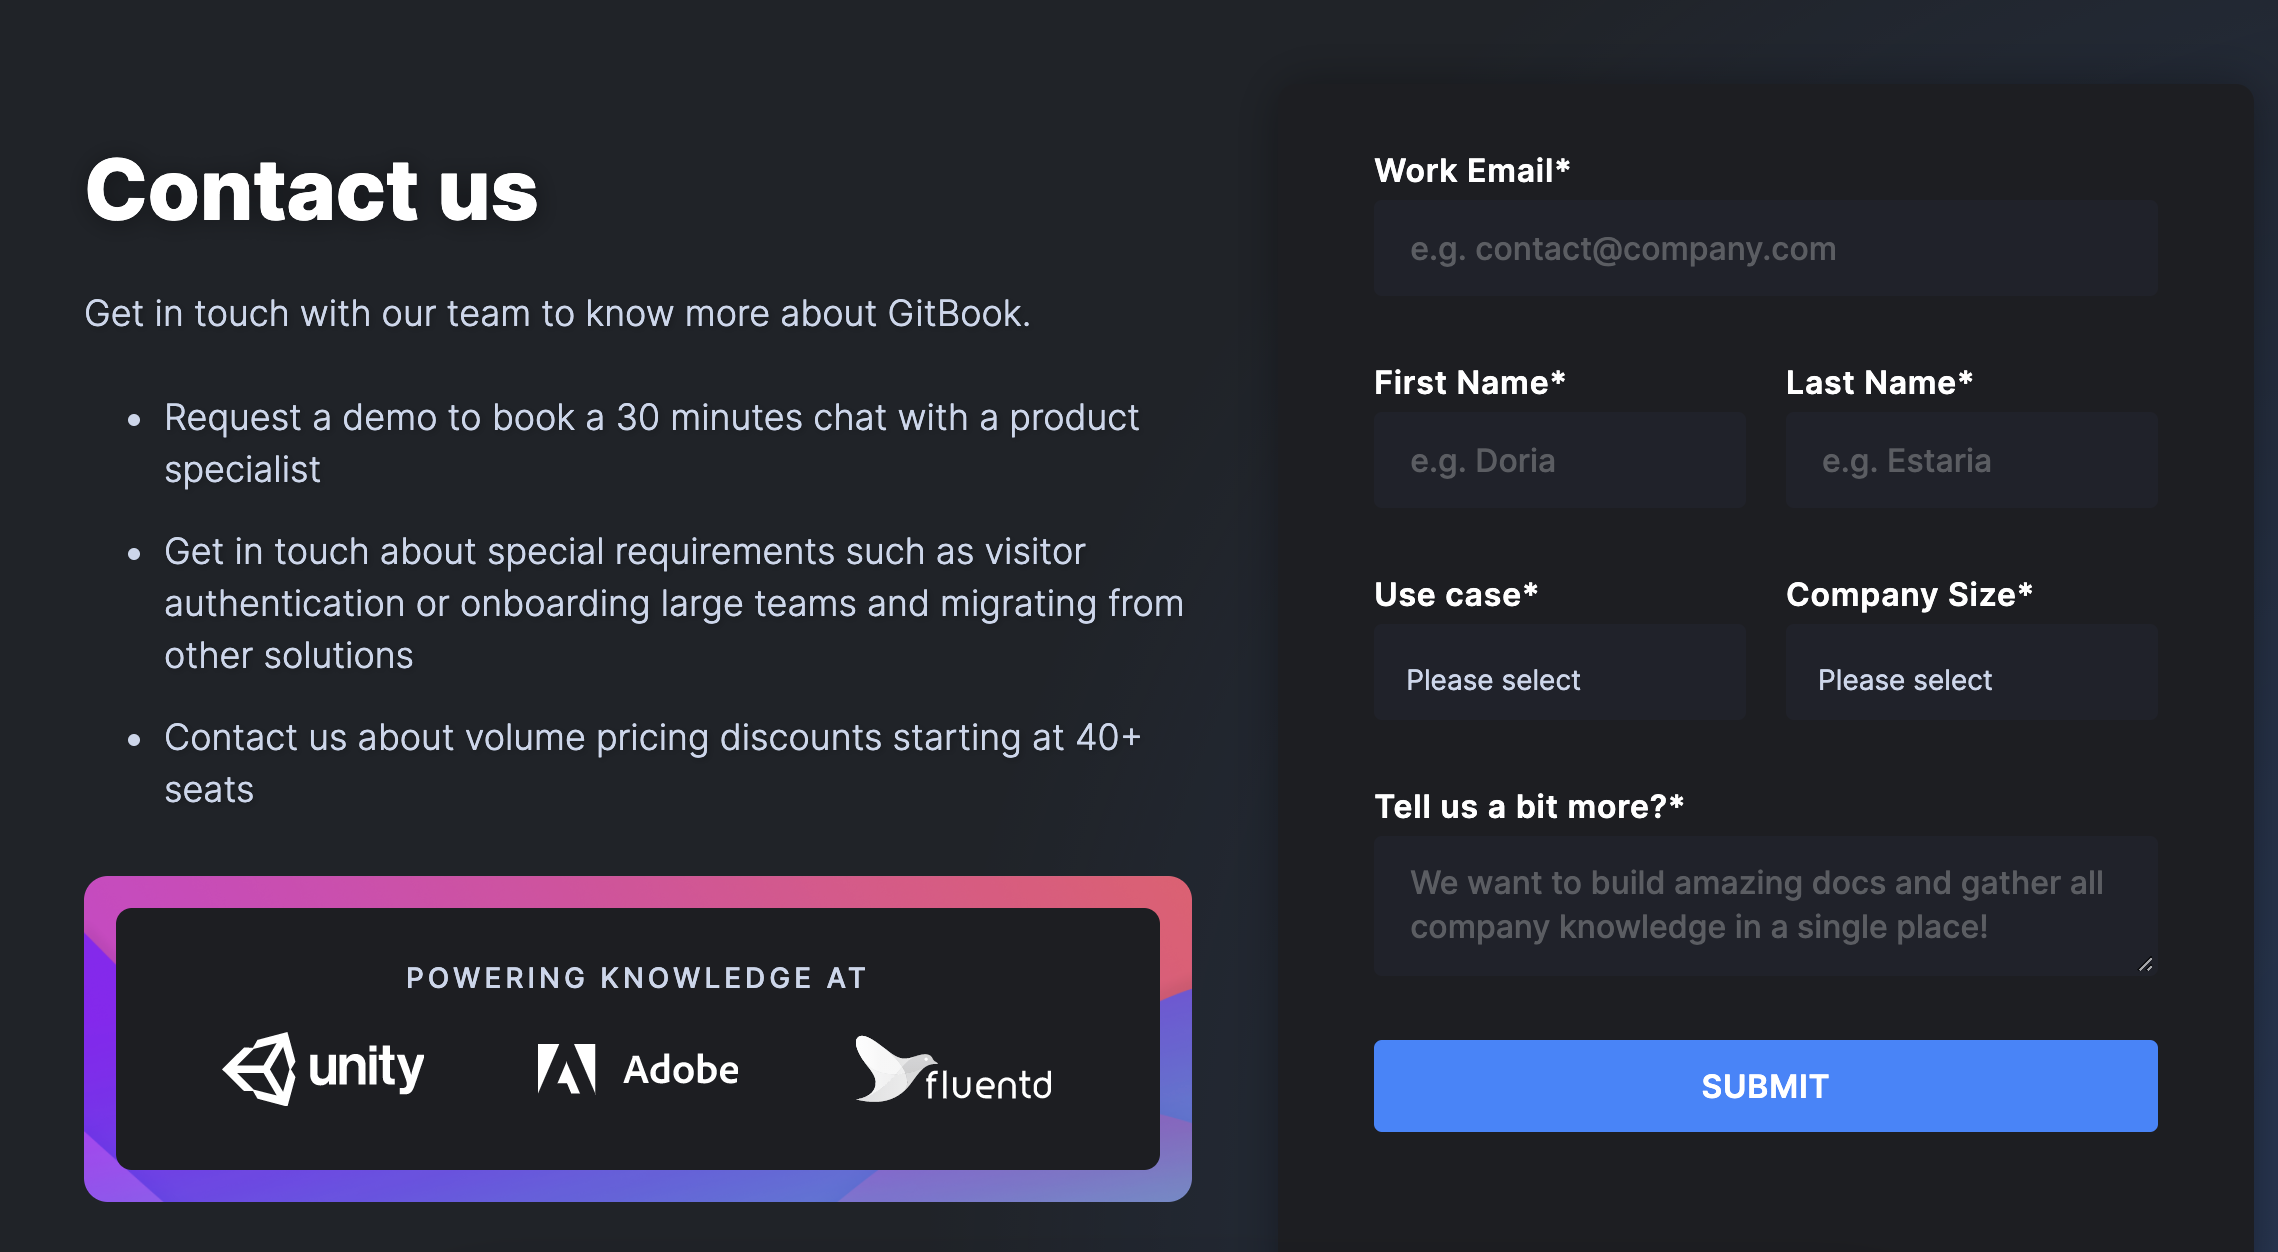 Contact us
Get in touch with our team to know more about GitBook.
Request a demo to book a 30 minutes chat with a product
specialist
Get in touch about special requirements such as visitor
authentication or onboarding large teams and migrating from
other solutions
Contact us about volume pricing discounts starting at 40+
seats
POWERING KNOWLEDGE AT
unity
Adobe
fluentd
Work Email*
e.g. contact@company.com
First Name*
Last Name*
e.g. Doria
e.g. Estaria
Use case*
Company Size*
Please select
Please select
Tell us a bit more?*
We want to build amazing docs and gather all
company knowledge in a single place!
SUBMIT